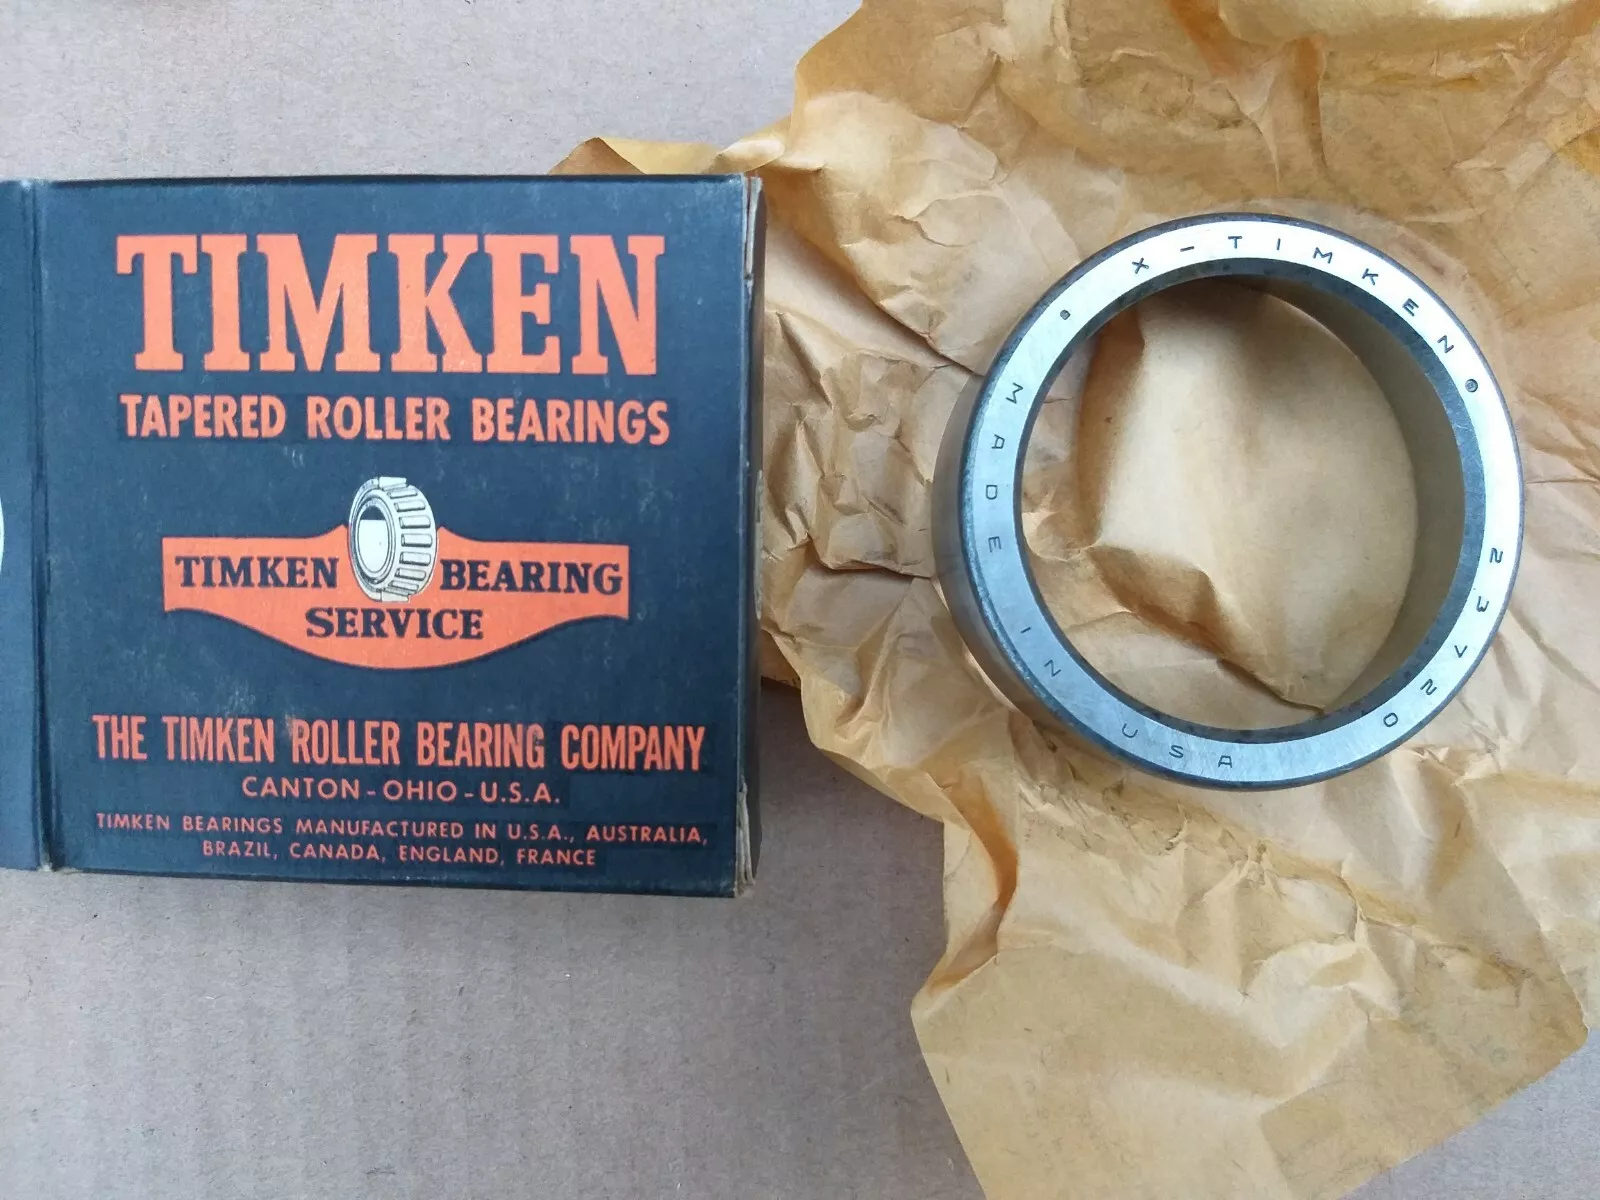 TIMKEN
TAPERED ROLLER BEARINGS
TIMKEN BEARING
SERVICE
THE TIMKEN ROLLER BEARING COMPANY
CANTON-OHIO-U.S.A.
TIMKEN BEARINGS MANUFACTURED IN U.S.A., AUSTRALIA,
BRAZIL, CANADA, ENGLAND, FRANCE
X-TIMKEN
23720
MADE IN USA